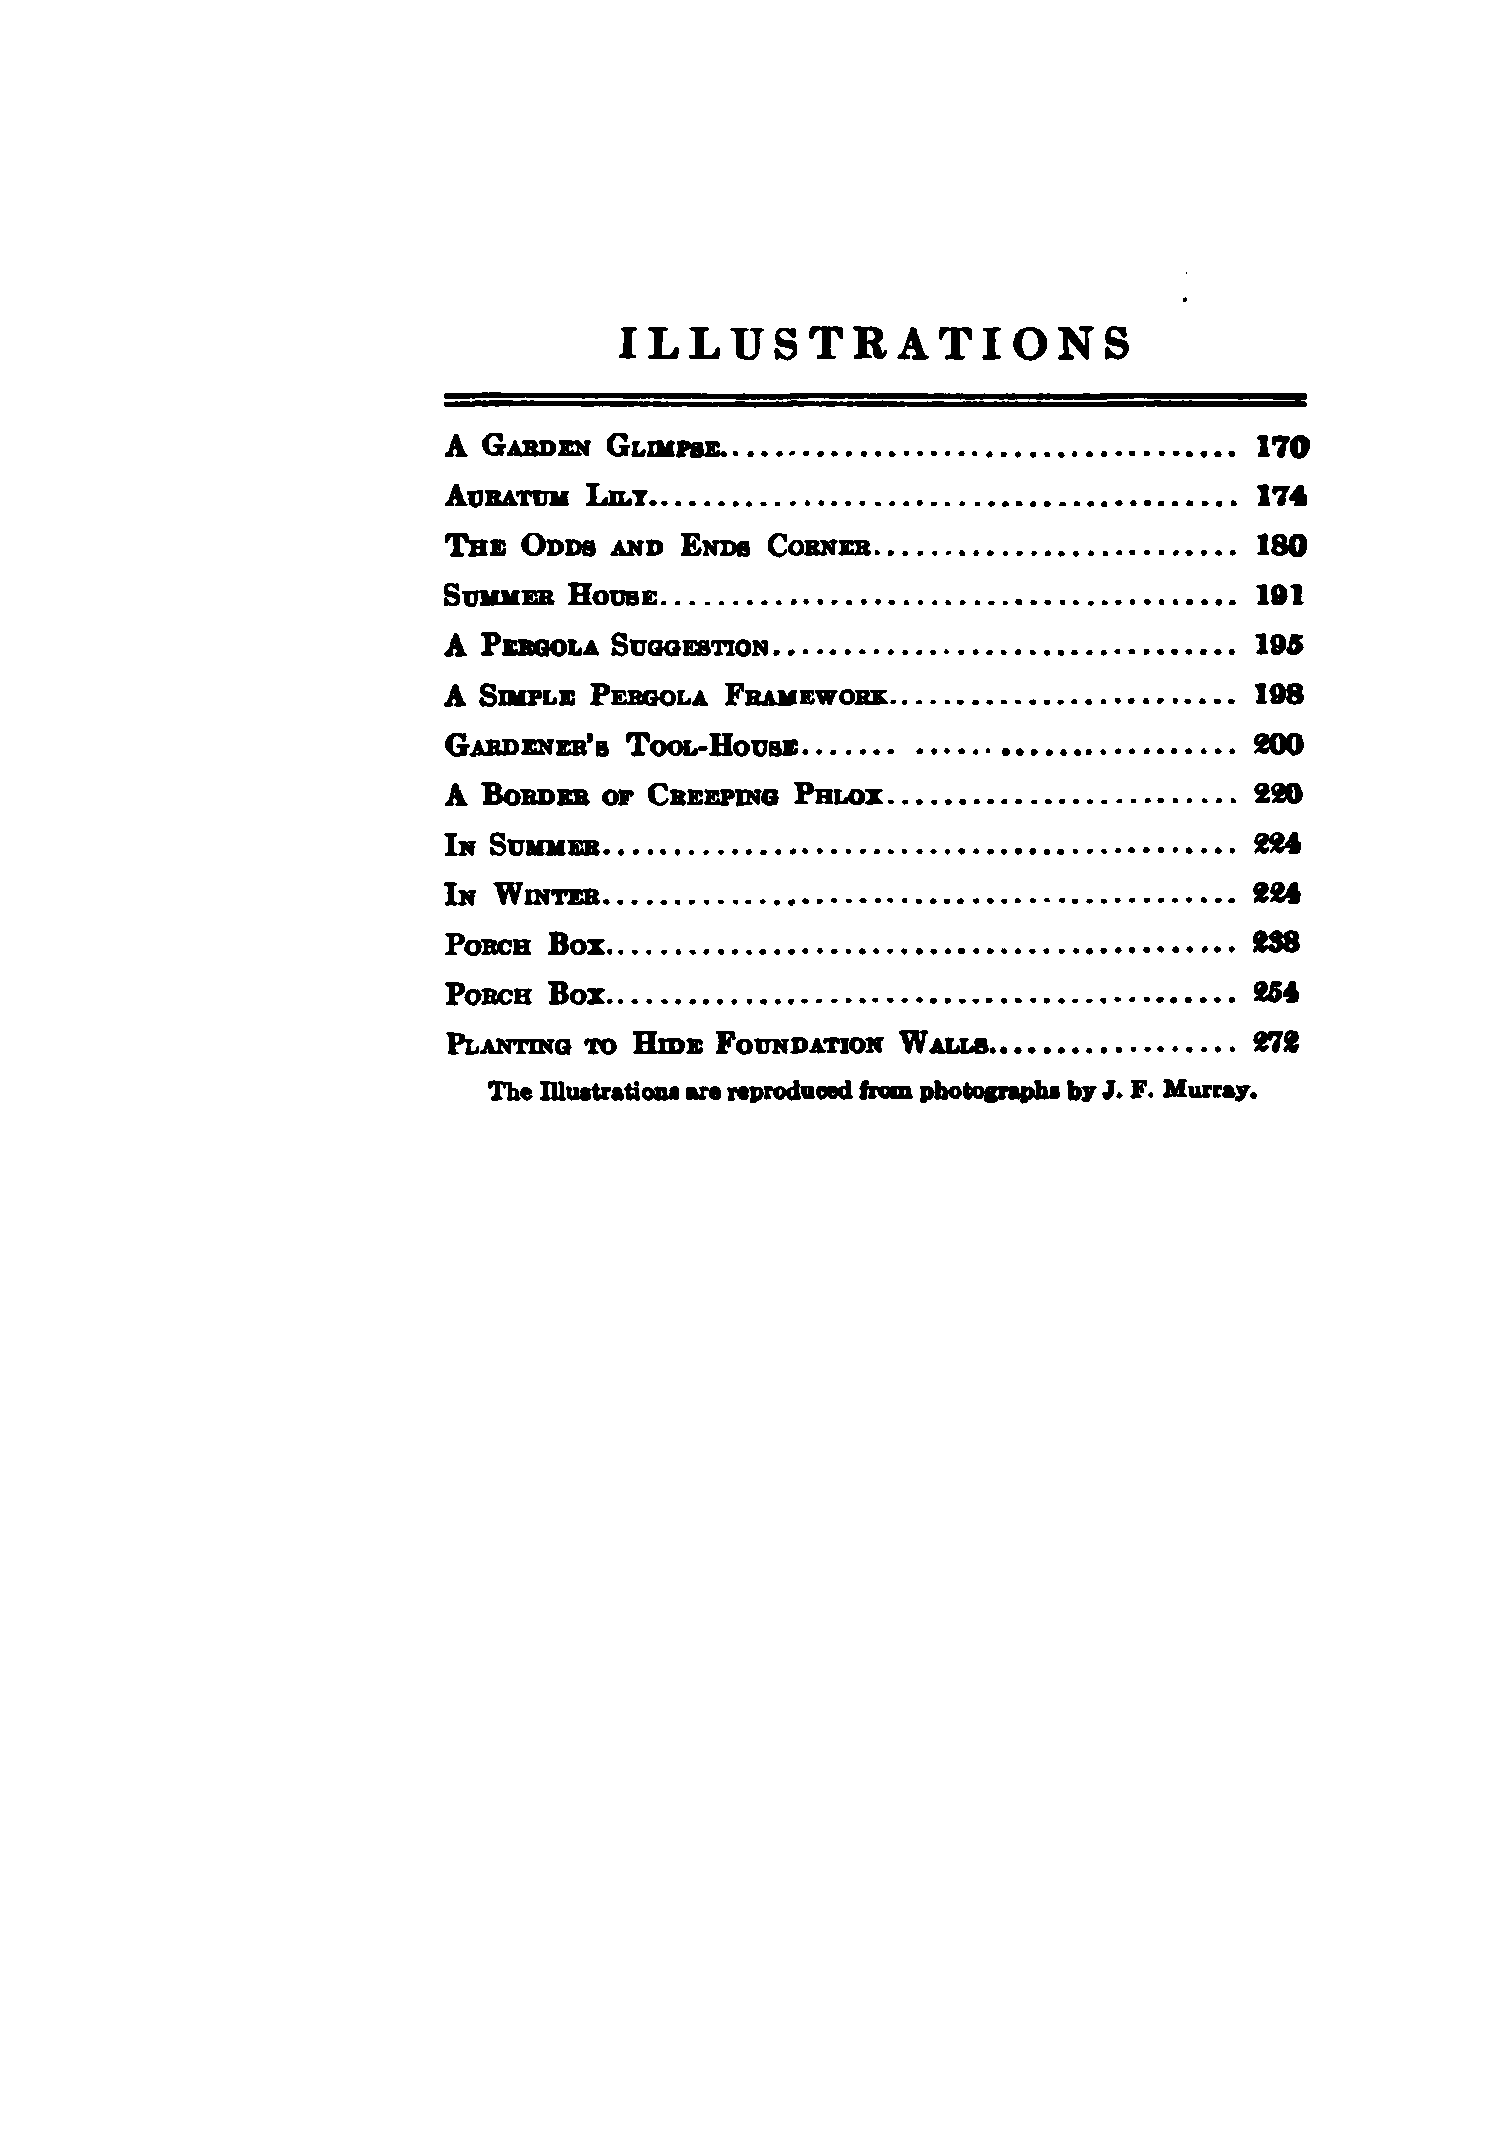 ILLUSTRATIONS
A Garden Glimpse..................................... 170
Auratum Lily.......................................... 174
The Odds and Ends Corner.......................... 180
Summer House......................................... 191
A Pergola Suggestion................................. 195
A Simple Pergola Framework......................... 198
Gardener's Tool-House....... ....................... 200
A Border of Creeping Phlox......................... 220
In Summer............................................. 224
In Winter............................................. 224
Porch Box............................................. 238
Porch Box............................................. 254
Planting to Hide Foundation Walls.................. 272
The Illustrations are reproduced from photographs by J. F. Murray.